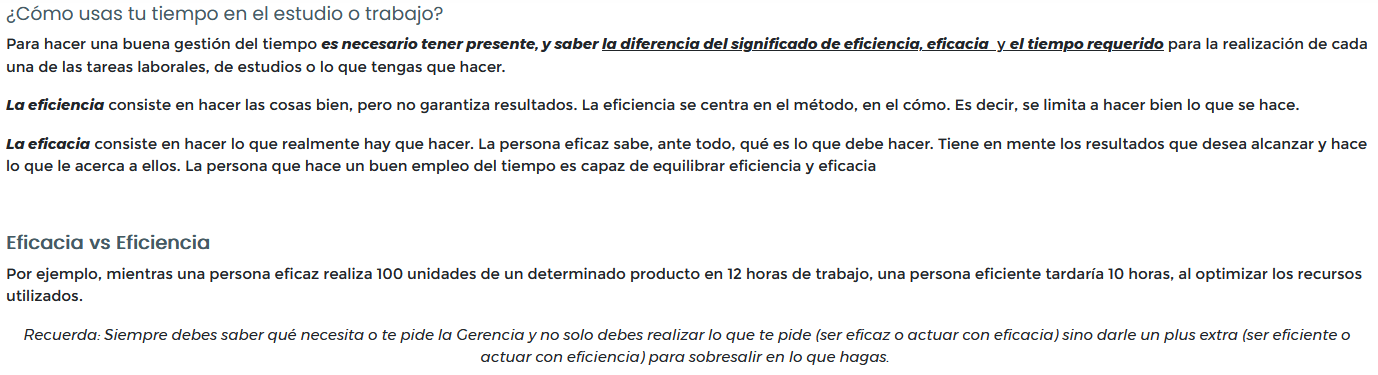 ¿Cómo usas tu tiempo en el estudio o trabajo?
Para hacer una buena gestión del tiempo es necesario tener presente, y saber la diferencia del significado de eficiencia, eficacia y el tiempo requerido para la realización de cada
una de las tareas laborales, de estudios o lo que tengas que hacer.
La eficiencia consiste en hacer las cosas bien, pero no garantiza resultados. La eficiencia se centra en el método, en el cómo. Es decir, se limita a hacer bien lo que se hace.
La eficacia consiste en hacer lo que realmente hay que hacer. La persona eficaz sabe, ante todo, qué es lo que debe hacer. Tiene en mente los resultados que desea alcanzar y hace
lo que le acerca a ellos. La persona que hace un buen empleo del tiempo es capaz de equilibrar eficiencia y eficacia
Eficacia vs Eficiencia
Por ejemplo, mientras una persona eficaz realiza 100 unidades de un determinado producto en 12 horas de trabajo, una persona eficiente tardaría 10 horas, al optimizar los recursos
utilizados.
Recuerda: Siempre debes saber qué necesita o te pide la Gerencia y no solo debes realizar lo que te pide (ser eficaz o actuar con eficacia) sino darle un plus extra (ser eficiente o
actuar con eficiencia) para sobresalir en lo que hagas.